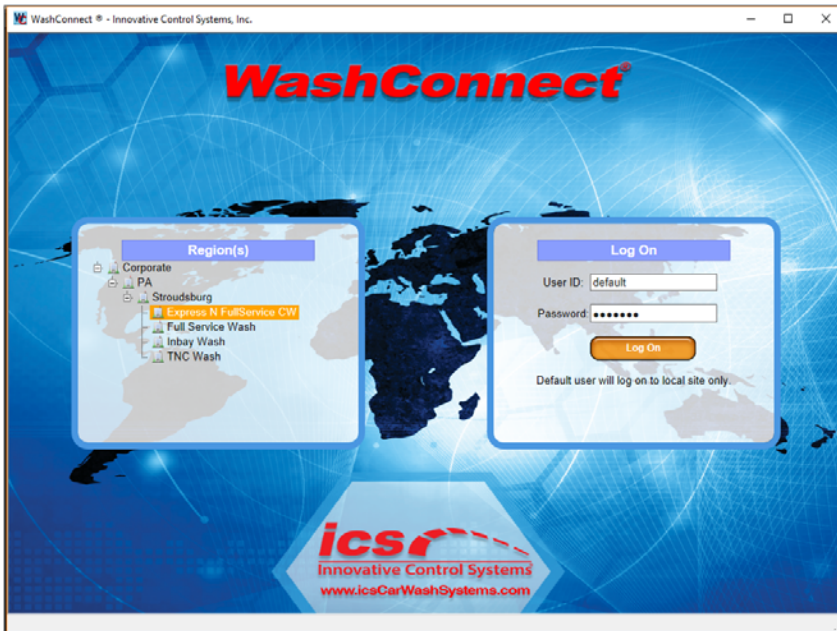 WashConnect ® - Innovative Control Systems, Inc.
WashConnect®
Region(s)
Corporate
PA
Stroudsburg
Express N FullService CW
Full Service Wash
Inbay Wash
TNC Wash
Log On
User ID: default
Password: •••••••
Log On
Default user will log on to local site only.
ics
Innovative Control Systems
www.icsCarWashSystems.com